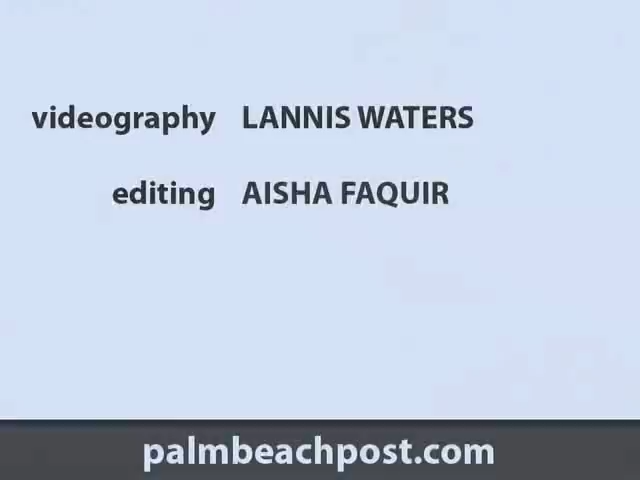 videography LANNIS WATERS
editing AISHA FAQUIR
palmbeachpost.com